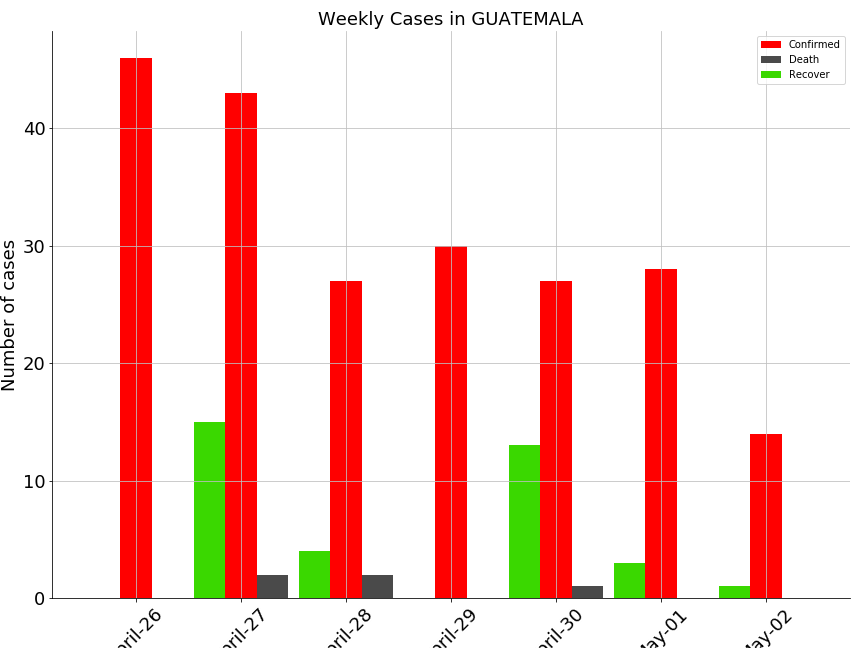 Weekly Cases in GUATEMALA
Confirmed
Death
Recover
Number of cases
40
30
20
10
0
pril-26
pril-27
pril-28
pril-29
pril-30
May-01
May-02